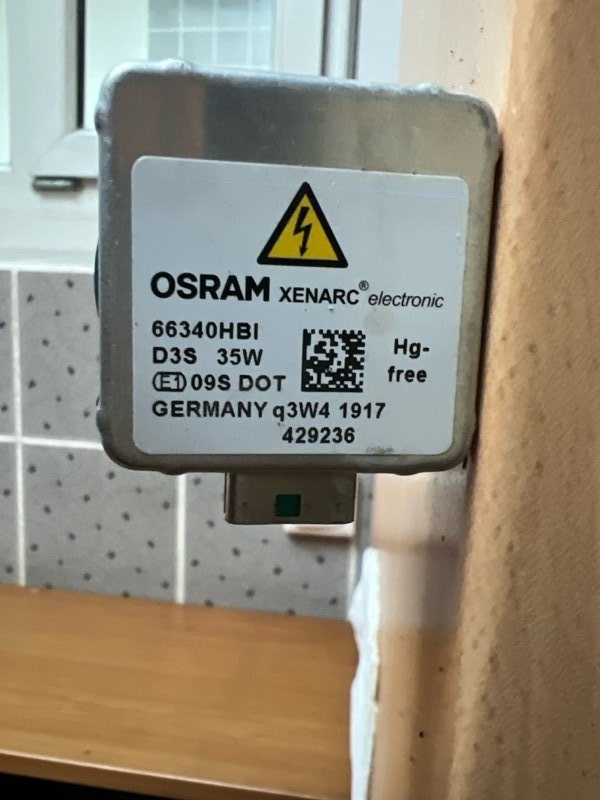 OSRAM XENARC® electronic
66340HBI
D3S 35W
Hg-
free
E1 09S DOT
GERMANY q3W4 1917
429236